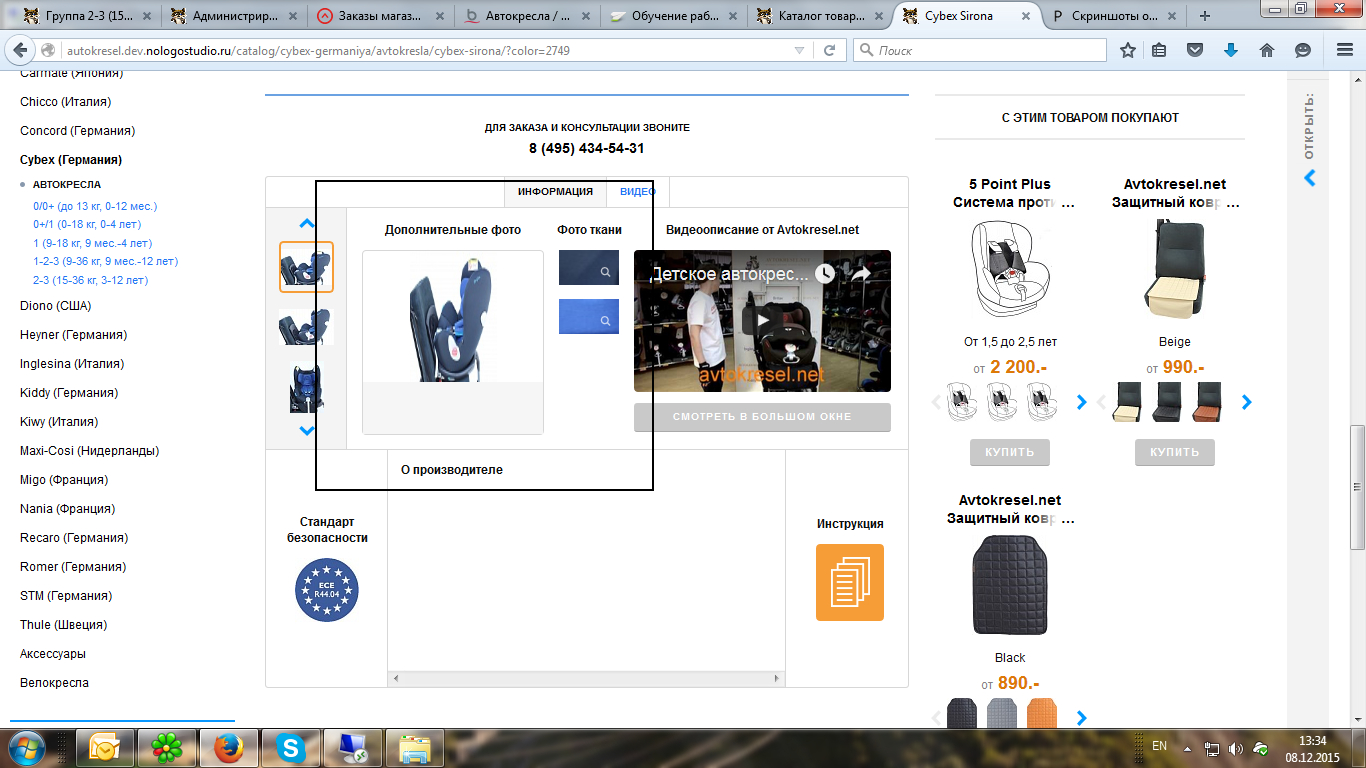 Группа 2-3 (15...
Администрир...
Заказы магаз...
Автокресла / ...
Обучение раб...
Каталог товар...
Cybex Sirona
Скриншоты о...
autokresel.dev.nologostudio.ru/catalog/cybex-germaniya/avtokresla/cybex-sirona/?color=2749
Поиск
Carmate (Япония)
Chicco (Италия)
Concord (Германия)
Cybex (Германия)
АВТОКРЕСЛА
0/0+ (до 13 кг, 0-12 мес.)
0+/1 (0-18 кг, 0-4 лет)
1 (9-18 кг, 9 мес.-4 лет)
1-2-3 (9-36 кг, 9 мес.-12 лет)
2-3 (15-36 кг, 3-12 лет)
Diono (США)
Heyner (Германия)
Inglesina (Италия)
Kiddy (Германия)
Kiwy (Италия)
Maxi-Cosi (Нидерланды)
Migo (Франция)
Nania (Франция)
Recaro (Германия)
Romer (Германия)
STM (Германия)
Thule (Швеция)
Аксессуары
Велокресла
ДЛЯ ЗАКАЗА И КОНСУЛЬТАЦИИ ЗВОНИТЕ
8 (495) 434-54-31
ИНФОРМАЦИЯ
ВИДЕО
Дополнительные фото
Фото ткани
Видеоописание от Avtokresel.net
Детское автокрес...
avtokresel.net
СМОТРЕТЬ В БОЛЬШОМ ОКНЕ
О производителе
Стандарт
безопасности
ECE
R44.04
Инструкция
С ЭТИМ ТОВАРОМ ПОКУПАЮТ
5 Point Plus
Система проти ...
От 1,5 до 2,5 лет
от 2 200.-
КУПИТЬ
Avtokresel.net
Защитный ковр ...
Beige
от 990.-
КУПИТЬ
Avtokresel.net
Защитный ковр ...
Black
от 890.-
ОТКРЫТЬ:
EN
13:34
08.12.2015